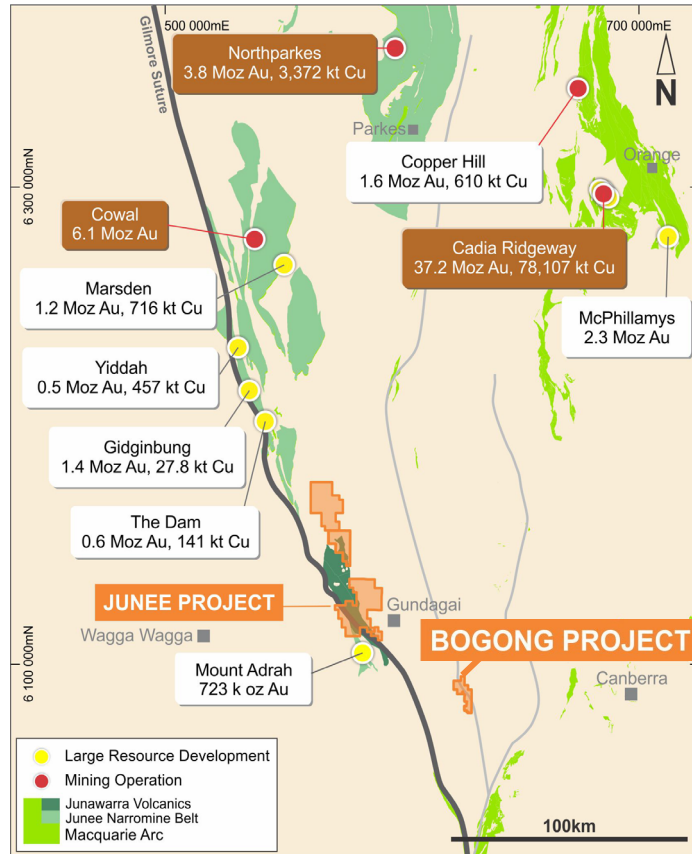 500 000mE
700 000mE
Gilmore Suture
N
Northparkes
3.8 Moz Au, 3,372 kt Cu
Parkes
Copper Hill
1.6 Moz Au, 610 kt Cu
Orange
6 300 000mN
Cowal
6.1 Moz Au
Cadia Ridgeway
37.2 Moz Au, 78,107 kt Cu
Marsden
1.2 Moz Au, 716 kt Cu
McPhillamys
2.3 Moz Au
Yiddah
0.5 Moz Au, 457 kt Cu
Gidginbung
1.4 Moz Au, 27.8 kt Cu
The Dam
0.6 Moz Au, 141 kt Cu
JUNEE PROJECT
Gundagai
Wagga Wagga
BOGONG PROJECT
6 100 000mN
Mount Adrah
723 k oz Au
Canberra
Large Resource Development
Mining Operation
Junawarra Volcanics
Junee Narromine Belt
Macquarie Arc
100km